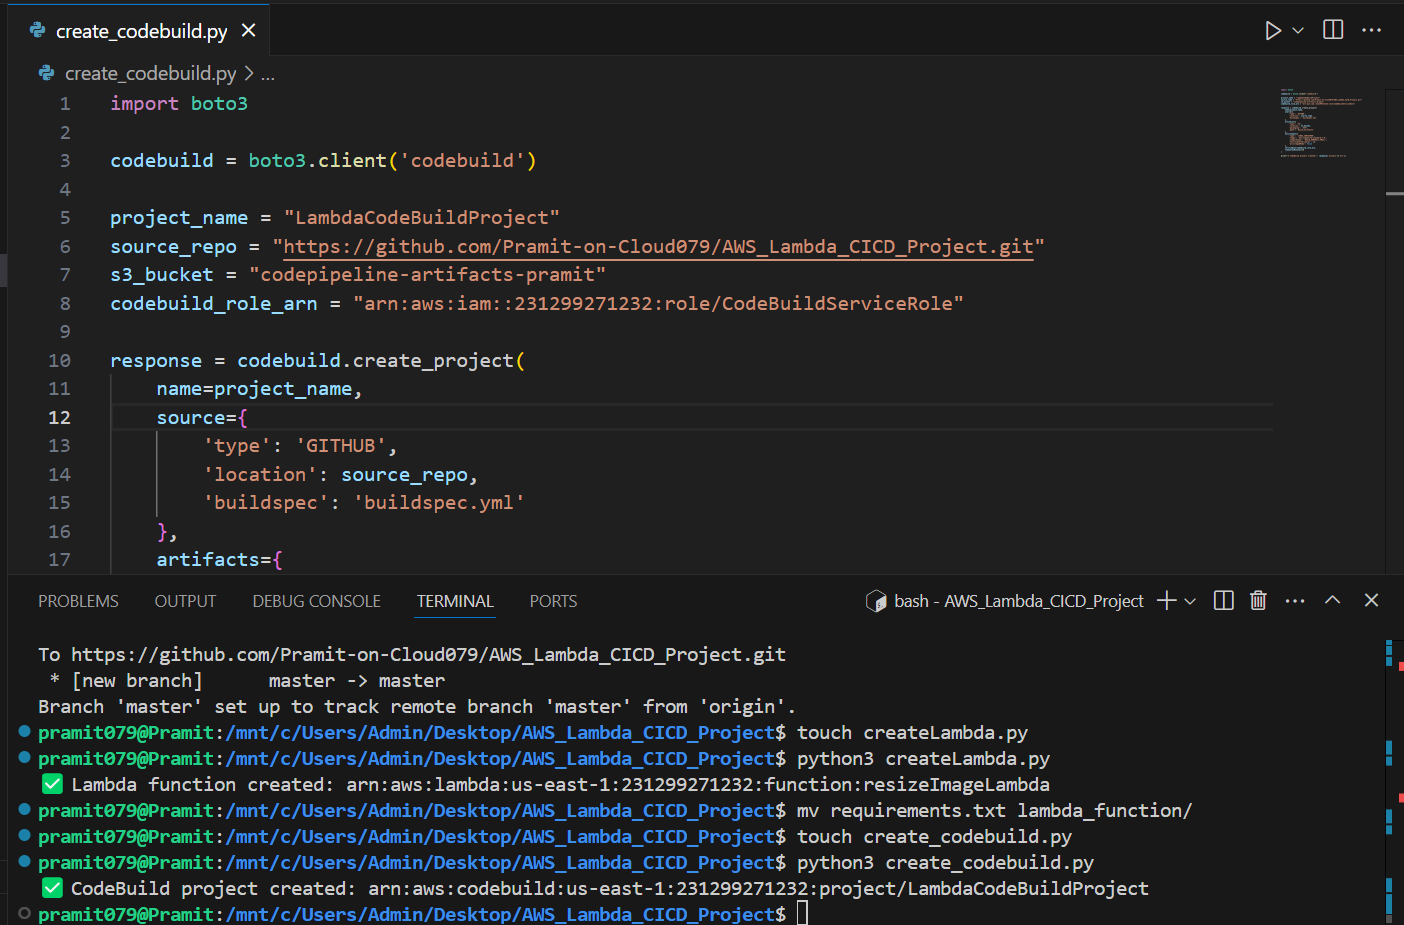 create_codebuild.py
create_codebuild.py > ...
1 import boto3
2
3 codebuild = boto3.client('codebuild')
4
5 project_name = "LambdaCodeBuildProject"
6 source_repo = "https://github.com/Pramit-on-Cloud079/AWS_Lambda_CICD_Project.git"
7 s3_bucket = "codepipeline-artifacts-pramit"
8 codebuild_role_arn = "arn:aws:iam::231299271232:role/CodeBuildServiceRole"
9
10 response = codebuild.create_project(
11 name=project_name,
12 source={
13 'type': 'GITHUB',
14 'location': source_repo,
15 'buildspec': 'buildspec.yml'
16 },
17 artifacts={
PROBLEMS OUTPUT DEBUG CONSOLE TERMINAL PORTS bash - AWS_Lambda_CICD_Project
To https://github.com/Pramit-on-Cloud079/AWS_Lambda_CICD_Project.git
* [new branch] master -> master
Branch 'master' set up to track remote branch 'master' from 'origin'.
pramit079@Pramit:/mnt/c/Users/Admin/Desktop/AWS_Lambda_CICD_Project$ touch createLambda.py
pramit079@Pramit:/mnt/c/Users/Admin/Desktop/AWS_Lambda_CICD_Project$ python3 createLambda.py
✅ Lambda function created: arn:aws:lambda:us-east-1:231299271232:function:resizeImageLambda
pramit079@Pramit:/mnt/c/Users/Admin/Desktop/AWS_Lambda_CICD_Project$ mv requirements.txt lambda_function/
pramit079@Pramit:/mnt/c/Users/Admin/Desktop/AWS_Lambda_CICD_Project$ touch create_codebuild.py
pramit079@Pramit:/mnt/c/Users/Admin/Desktop/AWS_Lambda_CICD_Project$ python3 create_codebuild.py
✅ CodeBuild project created: arn:aws:codebuild:us-east-1:231299271232:project/LambdaCodeBuildProject
pramit079@Pramit:/mnt/c/Users/Admin/Desktop/AWS_Lambda_CICD_Project$